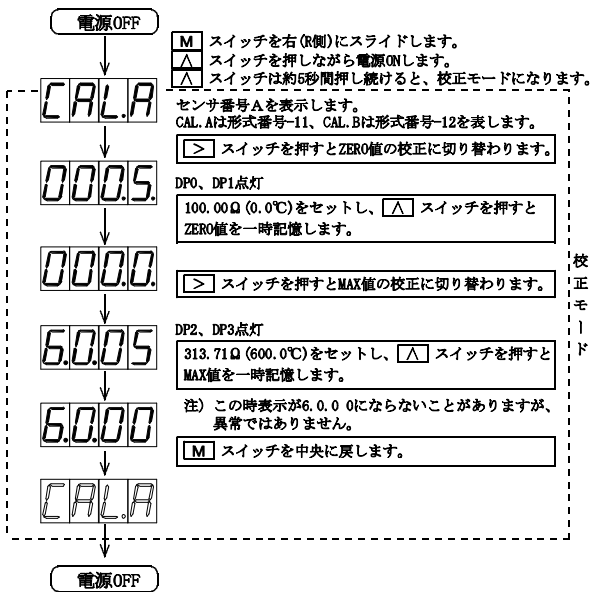 電源OFF
M スイッチを右(R側)にスライドします。
∧ スイッチを押しながら電源ONします。
∧ スイッチは約5秒間押し続けると、校正モードになります。
CAL.A
センサ番号Aを表示します。
CAL.Aは形式番号-11、CAL.Bは形式番号-12を表します。
> スイッチを押すとZERO値の校正に切り替わります。
000.5.
DP0、DP1点灯
100.00Ω(0.0℃)をセットし、 ∧ スイッチを押すと
ZERO値を一時記憶します。
000.0.
> スイッチを押すとMAX値の校正に切り替わります。
校正モード
6.0.05
DP2、DP3点灯
313.71Ω(600.0℃)をセットし、 ∧ スイッチを押すと
MAX値を一時記憶します。
6.0.00
注) この時表示が6.0.0 0にならないことがありますが、
異常ではありません。
M スイッチを中央に戻します。
CAL.A
電源OFF